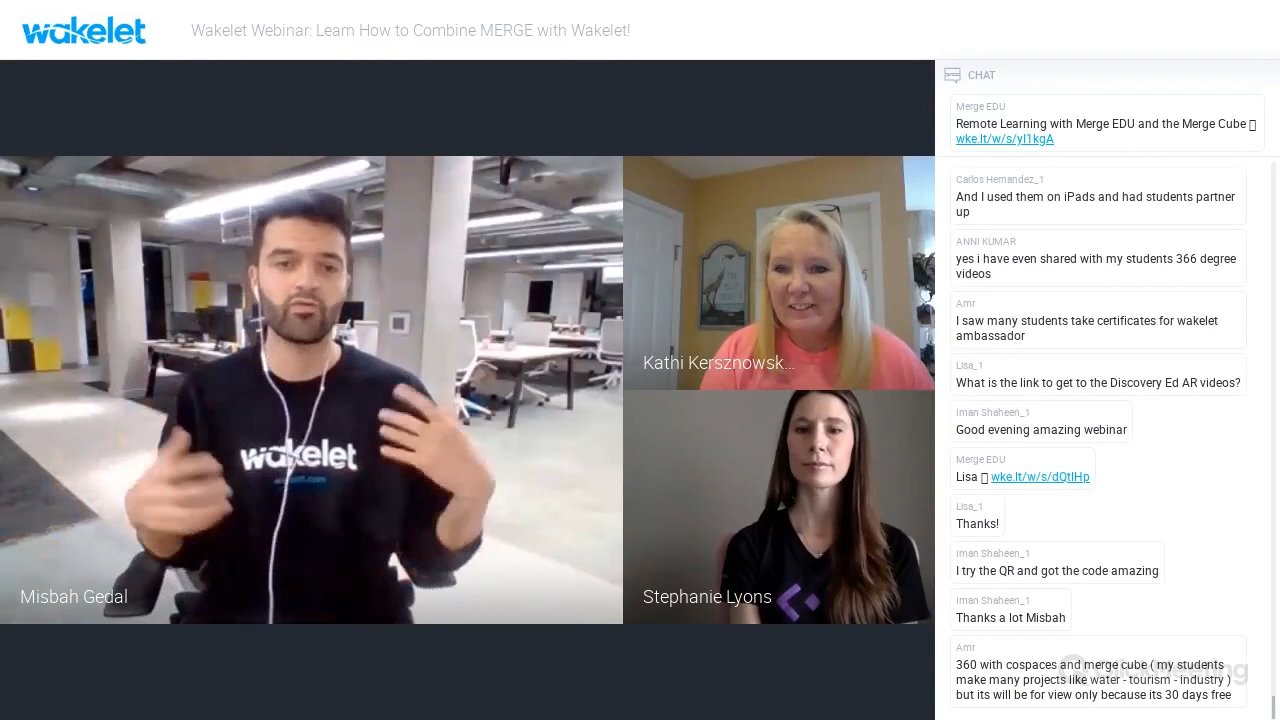 wakelet
Wakelet Webinar: Learn How to Combine MERGE with Wakelet!
CHAT
Merge EDU
Remote Learning with Merge EDU and the Merge Cube
wke.lt/w/s/yI1kgA
Carlos Hernandez_1
And I used them on iPads and had students partner
up
ANNI KUMAR
yes i have even shared with my students 366 degree
videos
Amr
I saw many students take certificates for wakelet
ambassador
Lisa_1
What is the link to get to the Discovery Ed AR videos?
Iman Shaheen_1
Good evening amazing webinar
Merge EDU
Lisa wke.lt/w/s/dQtIHp
Lisa_1
Thanks!
Iman Shaheen_1
I try the QR and got the code amazing
Iman Shaheen_1
Thanks a lot Misbah
Amr
360 with cospaces and merge cube ( my students
make many projects like water - tourism - industry )
but its will be for view only because its 30 days free
wakelet
Misbah Gedal
Kathi Kersznowsk...
Stephanie Lyons